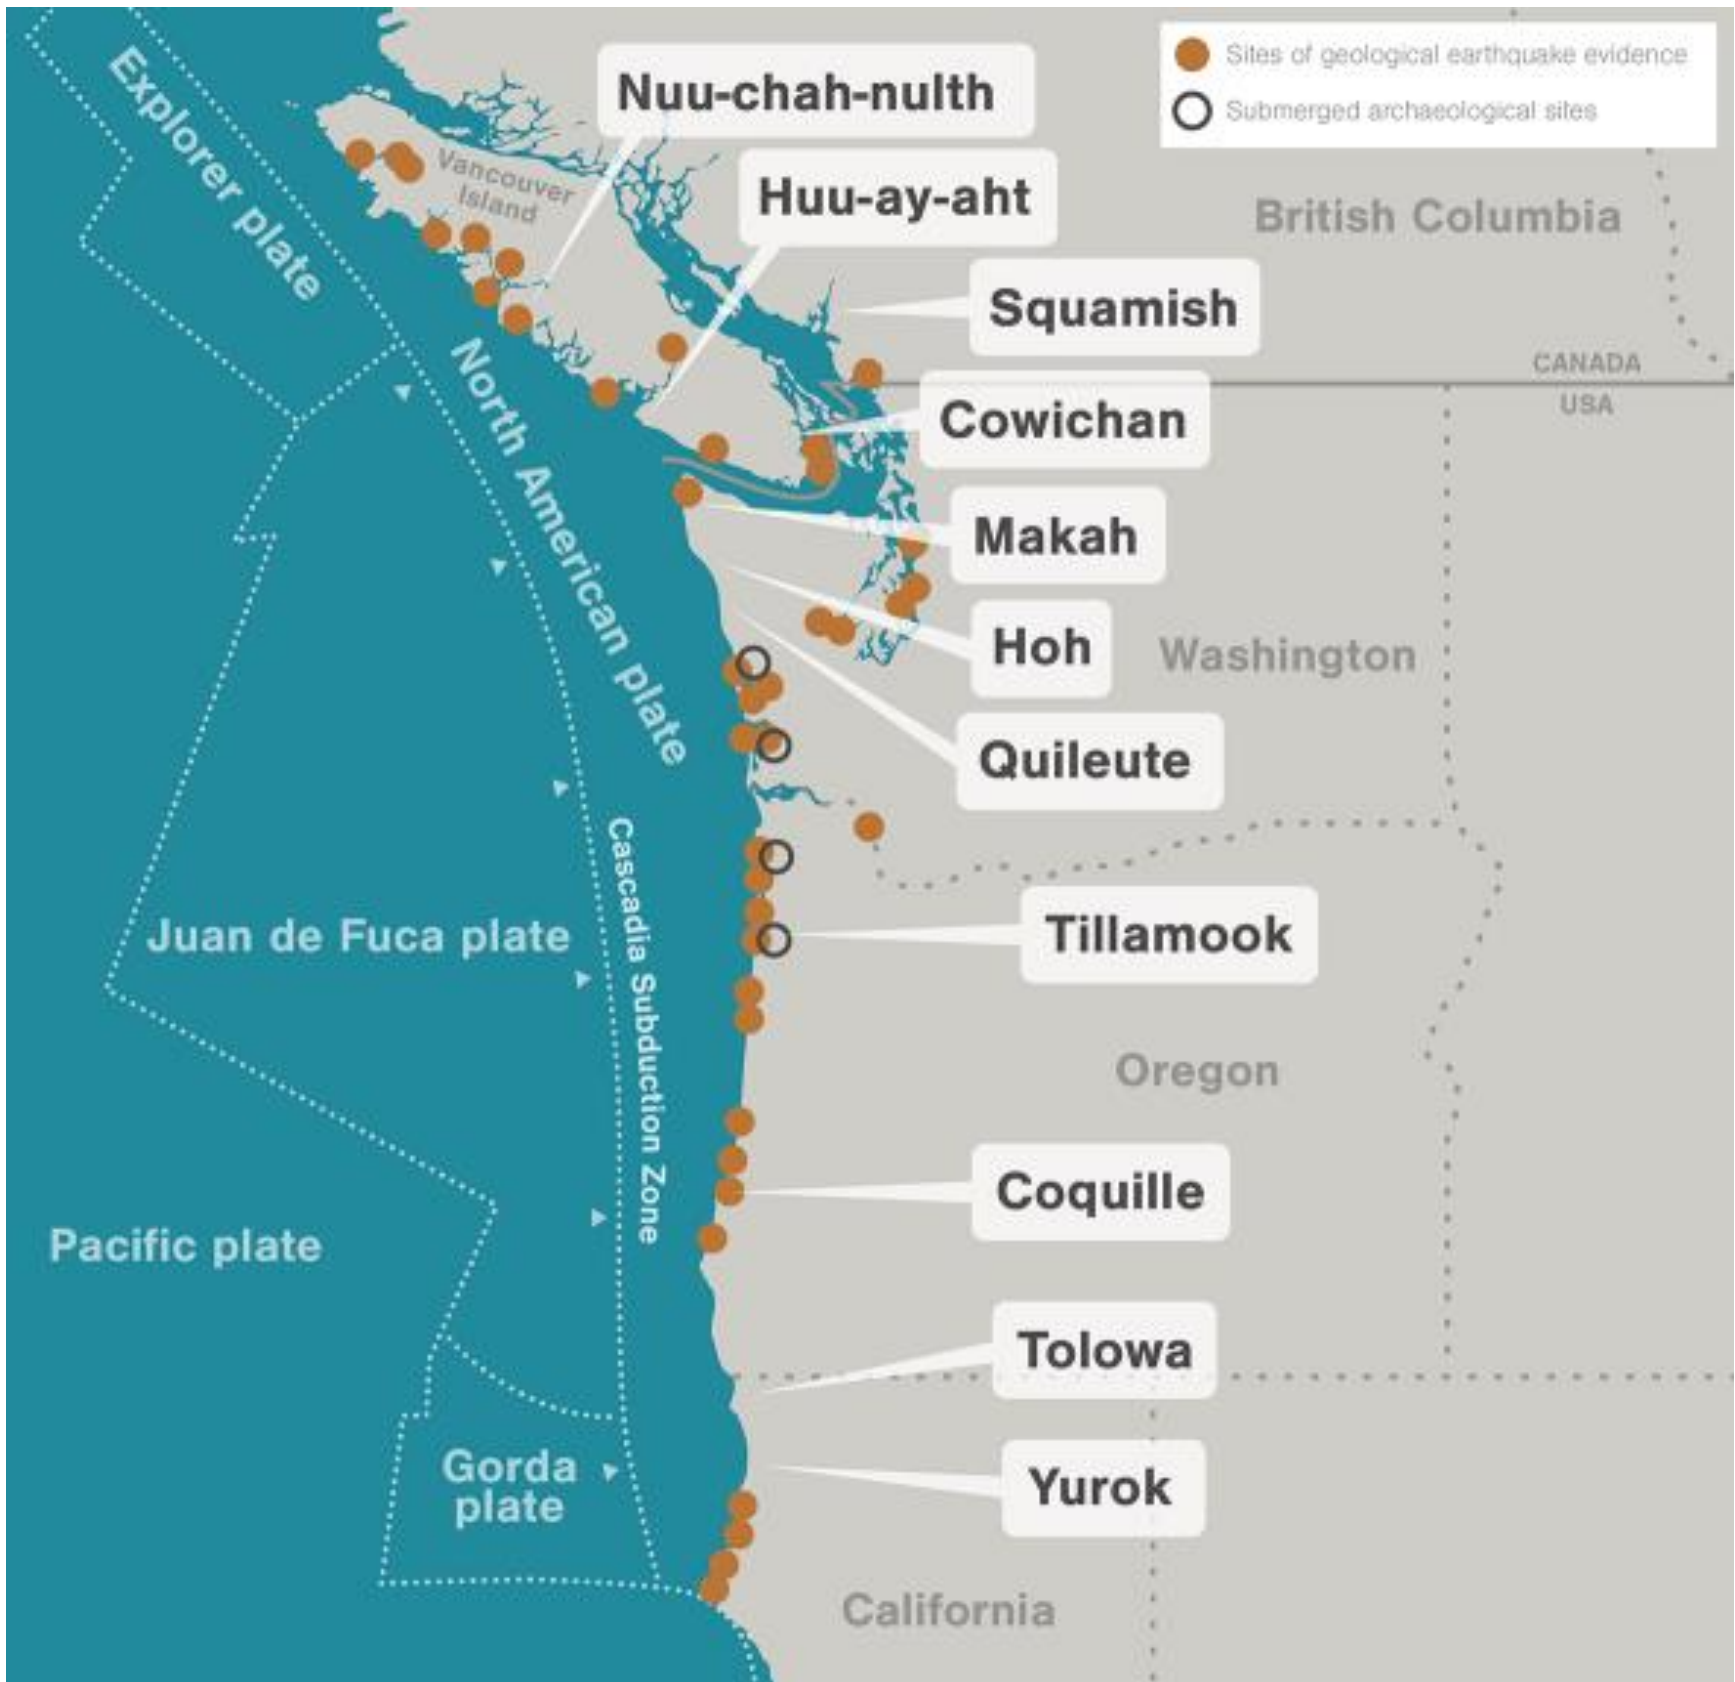 Sites of geological earthquake evidence
Submerged archaeological sites
Explorer plate
Nuu-chah-nulth
Vancouver
Island
Huu-ay-aht
British Columbia
Squamish
North American plate
CANADA
USA
Cowichan
Makah
Hoh
Washington
Quileute
Cascadia Subduction Zone
Juan de Fuca plate
Tillamook
Oregon
Coquille
Pacific plate
Tolowa
Gorda
plate
Yurok
California